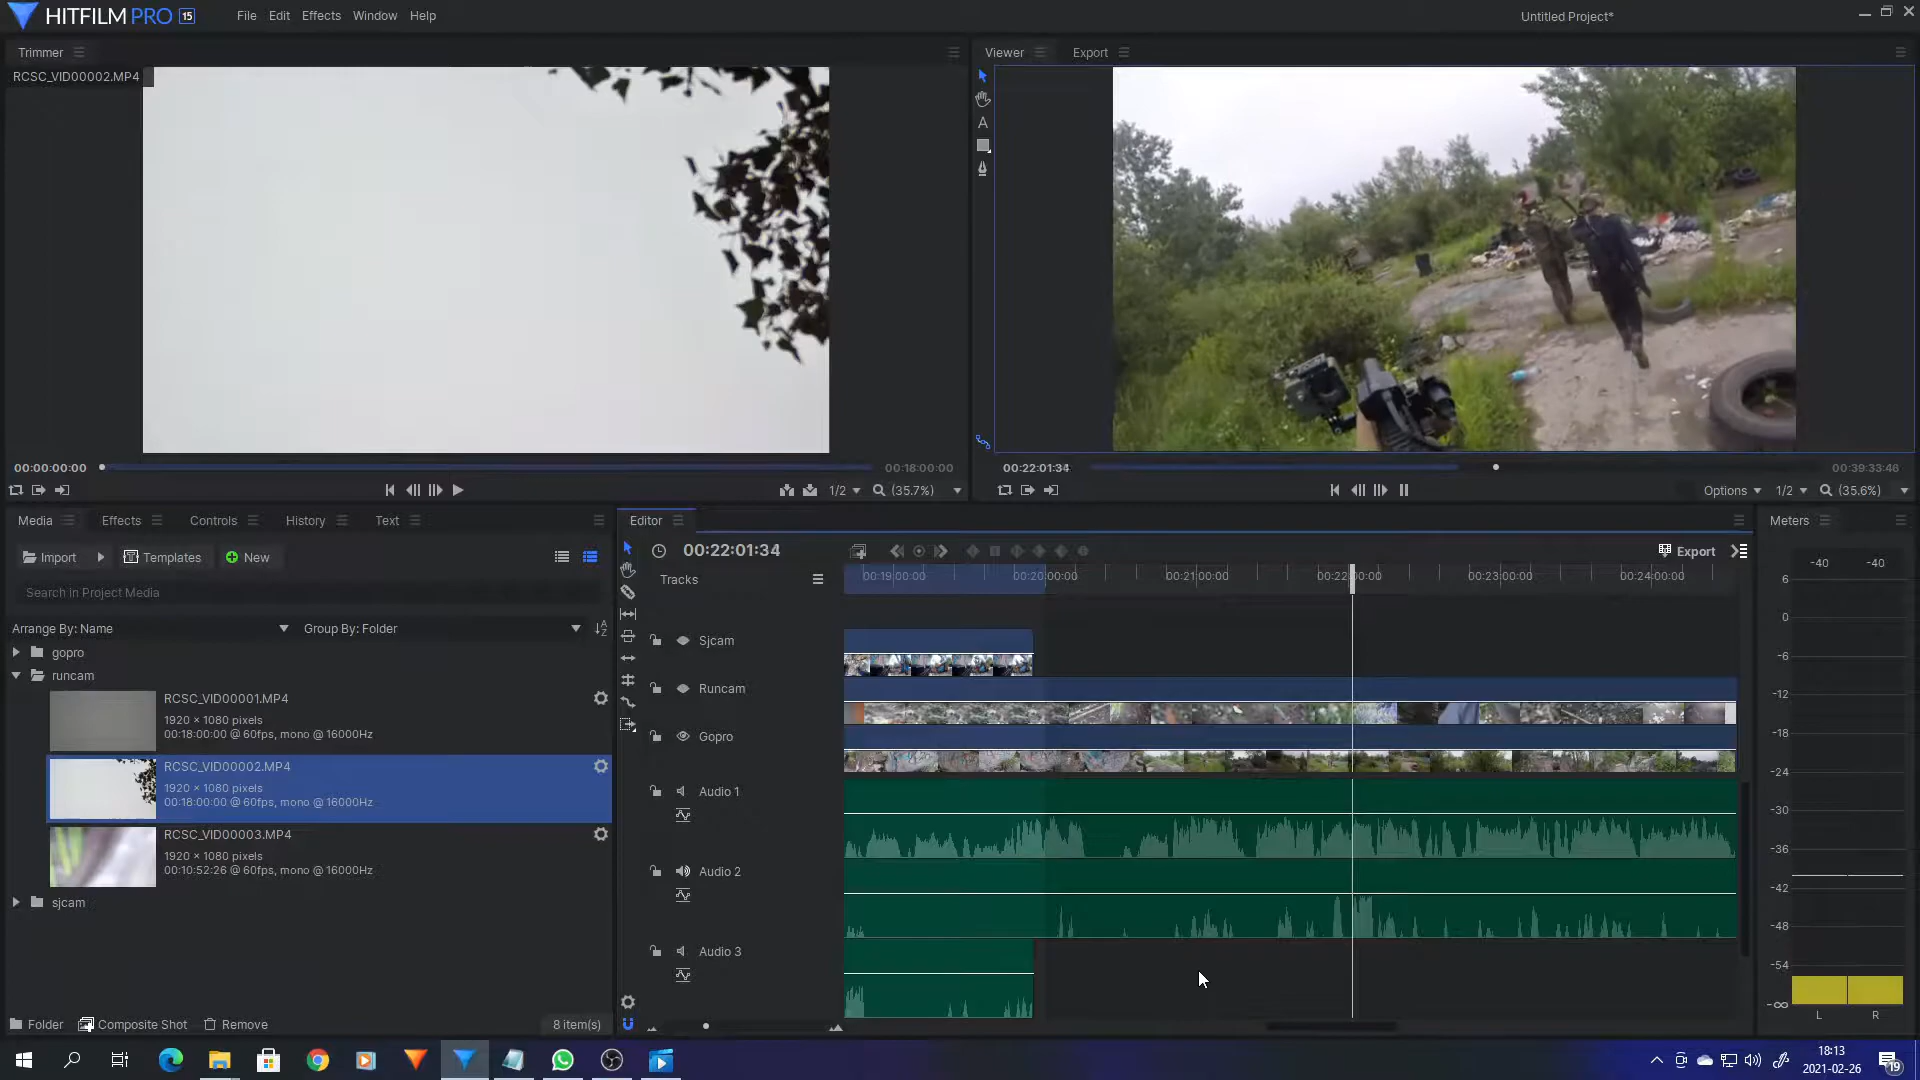 HITFILM PRO 15
File Edit Effects Window Help
Untitled Project*
Trimmer
Viewer Export
RCSC_VID00002.MP4
00:00:00:00
00:18:00:00
00:22:01:34
00:39:33:46
1/2
(35.7%)
Options
1/2
(35.6%)
Media Effects Controls History Text
Import Templates New
Search in Project Media
Arrange By: Name
Group By: Folder
gopro
runcam
RCSC_VID00001.MP4
1920 × 1080 pixels
00:18:00:00 @ 60fps, mono @ 16000Hz
RCSC_VID00002.MP4
1920 × 1080 pixels
00:18:00:00 @ 60fps, mono @ 16000Hz
RCSC_VID00003.MP4
1920 × 1080 pixels
00:10:52:26 @ 60fps, mono @ 16000Hz
sjcam
Folder Composite Shot Remove
8 item(s)
Editor
00:22:01:34
Export
Tracks
00:19:00:00 00:20:00:00 00:21:00:00 00:22:00:00 00:23:00:00 00:24:00:00
Sjcam
Runcam
Gopro
Audio 1
Audio 2
Audio 3
Meters
-40 -40
6
0
-6
-12
-18
-24
-30
-36
-42
-48
-54
-∞
L R
18:13
2021-02-26
19